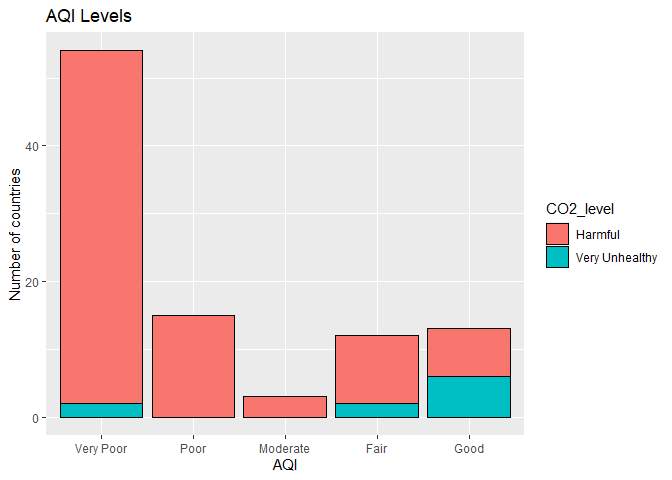 AQI Levels
Number of countries
40
20
0
Very Poor
Poor
Moderate
Fair
Good
AQI
CO2_level
Harmful
Very Unhealthy